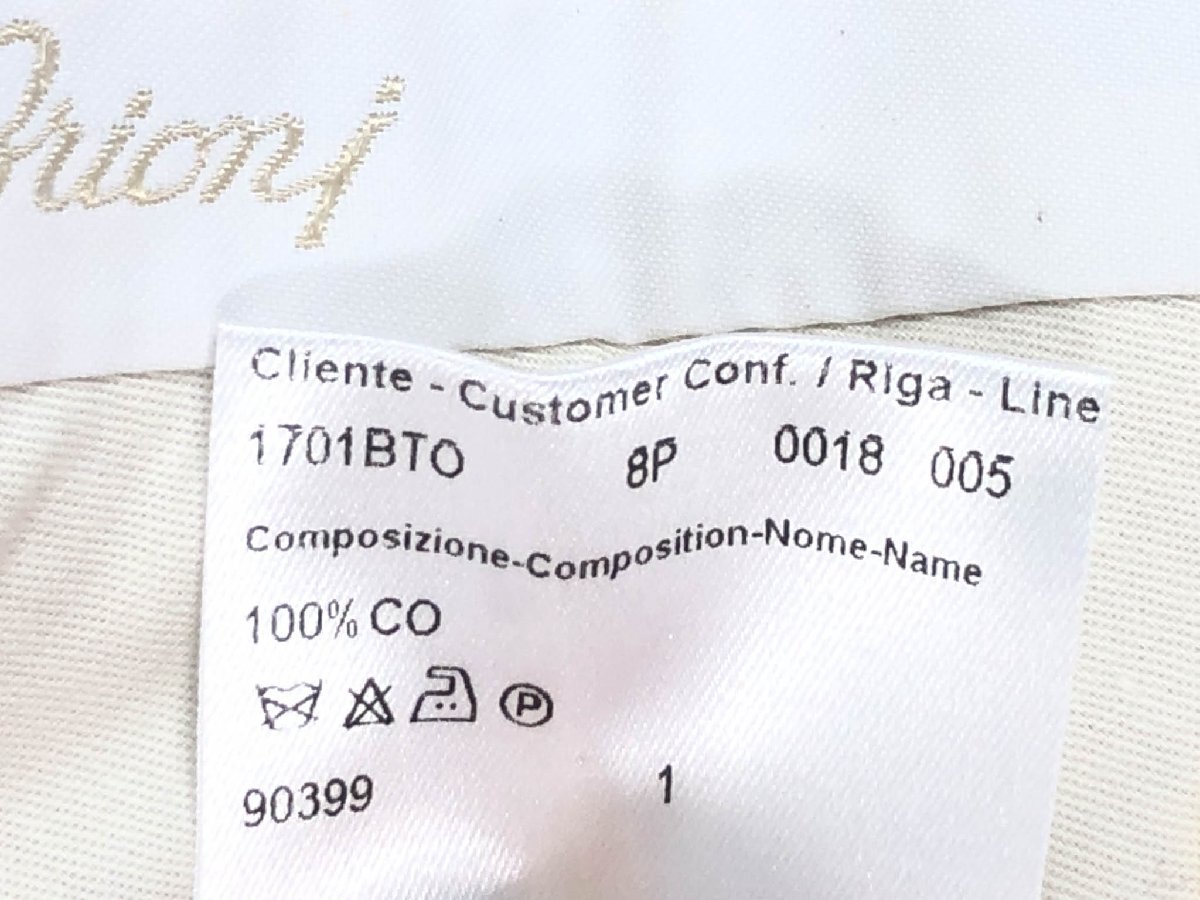 Brioni
Cliente - Customer Conf. / Riga - Line
1701BTO 8P 0018 005
Composizione-Composition-Nome-Name
100% CO
P
90399 1